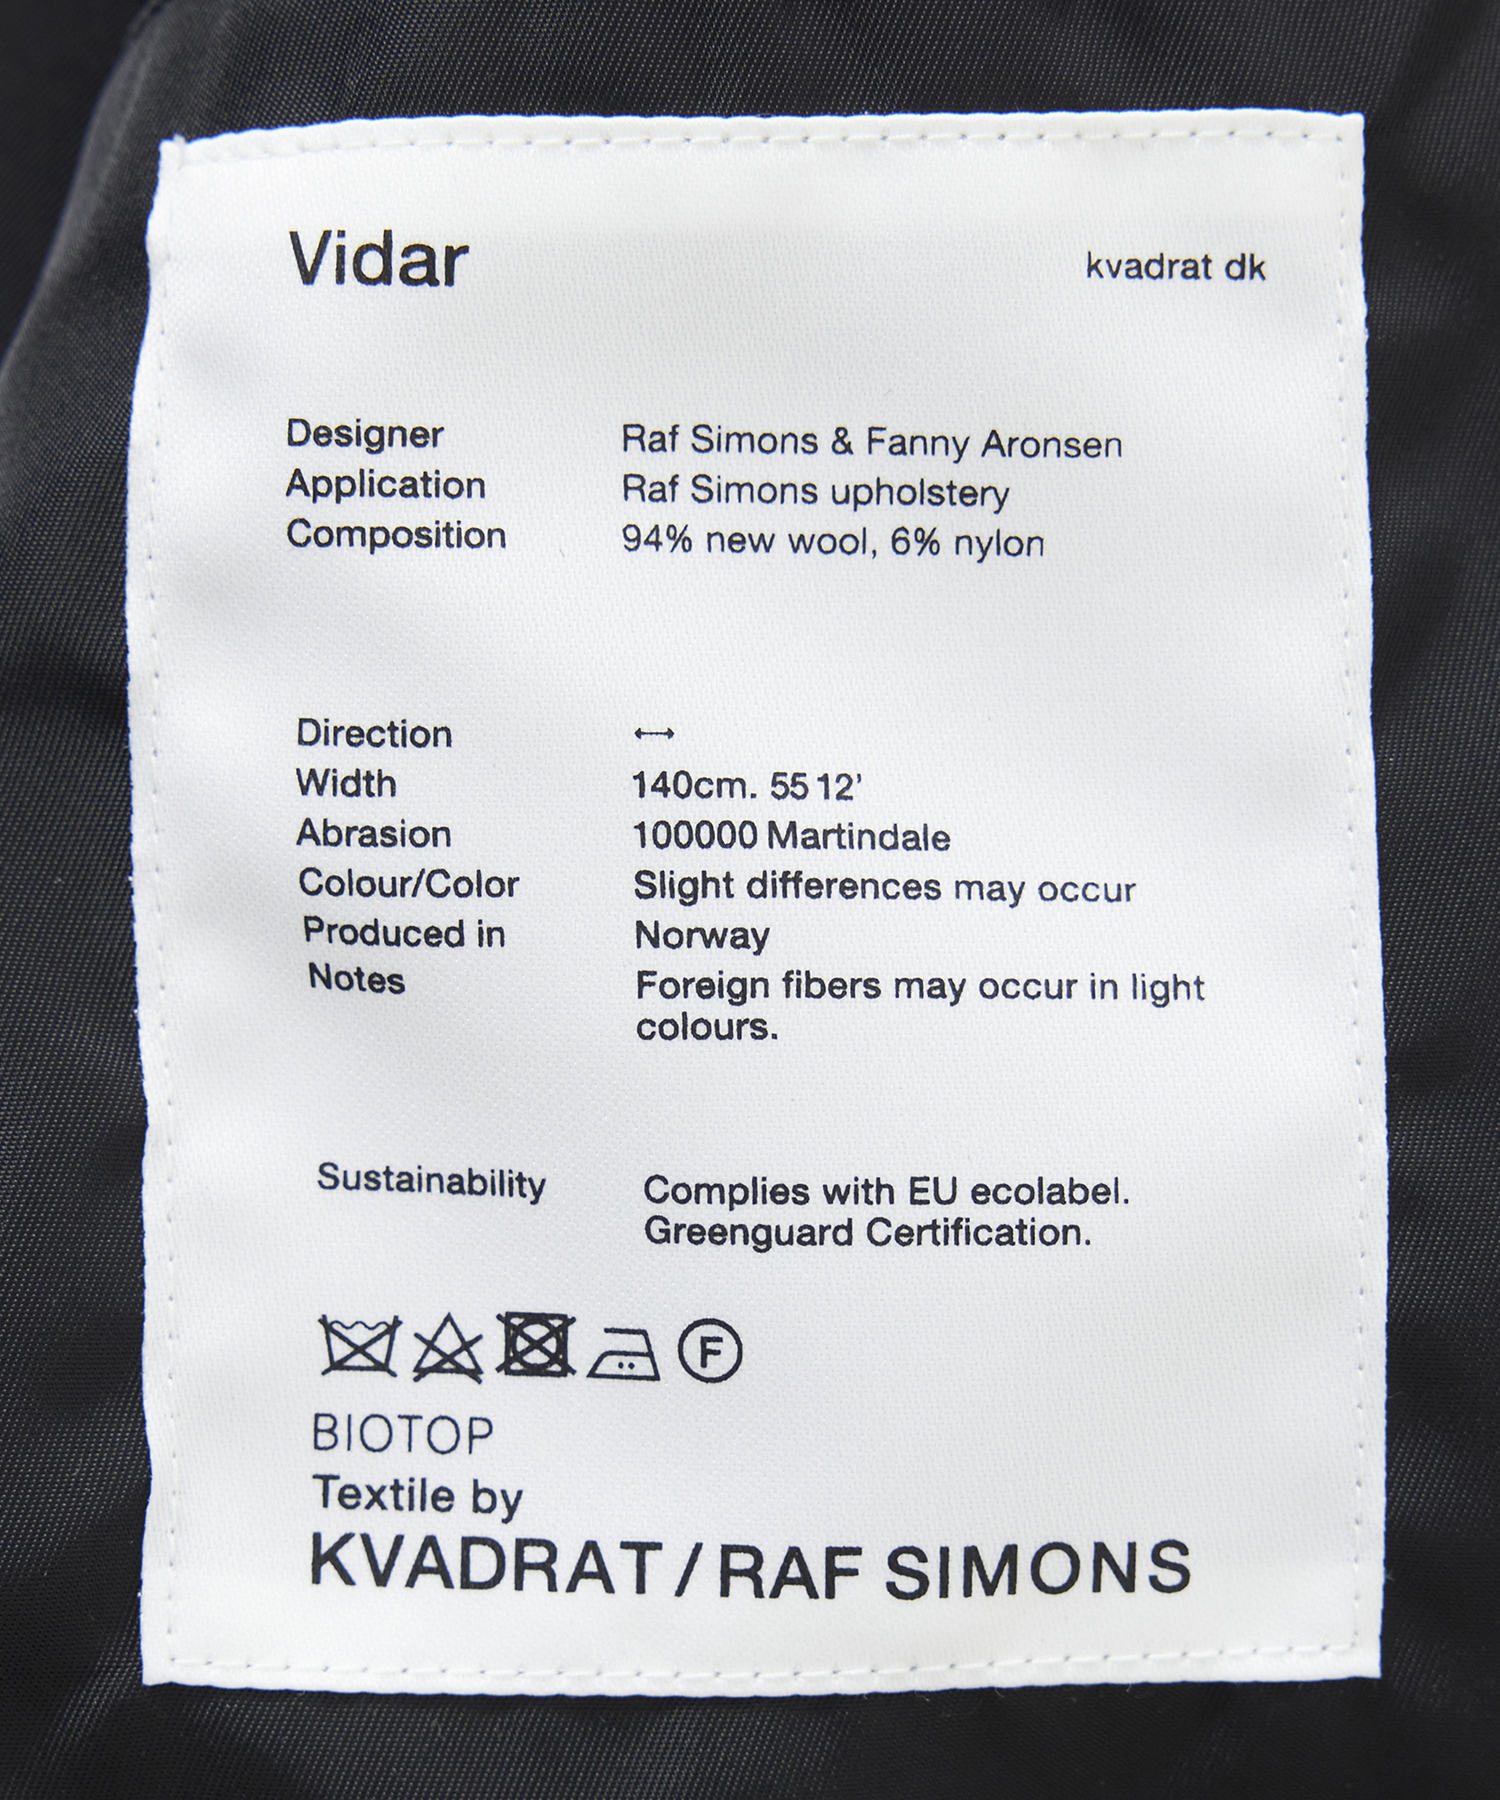 Vidar
kvadrat dk
Designer Raf Simons & Fanny Aronsen
Application Raf Simons upholstery
Composition 94% new wool, 6% nylon
Direction ↔
Width 140cm. 55 12’
Abrasion 100000 Martindale
Colour/Color Slight differences may occur
Produced in Norway
Notes Foreign fibers may occur in light
colours.
Sustainability Complies with EU ecolabel.
Greenguard Certification.
F
BIOTOP
Textile by
KVADRAT / RAF SIMONS